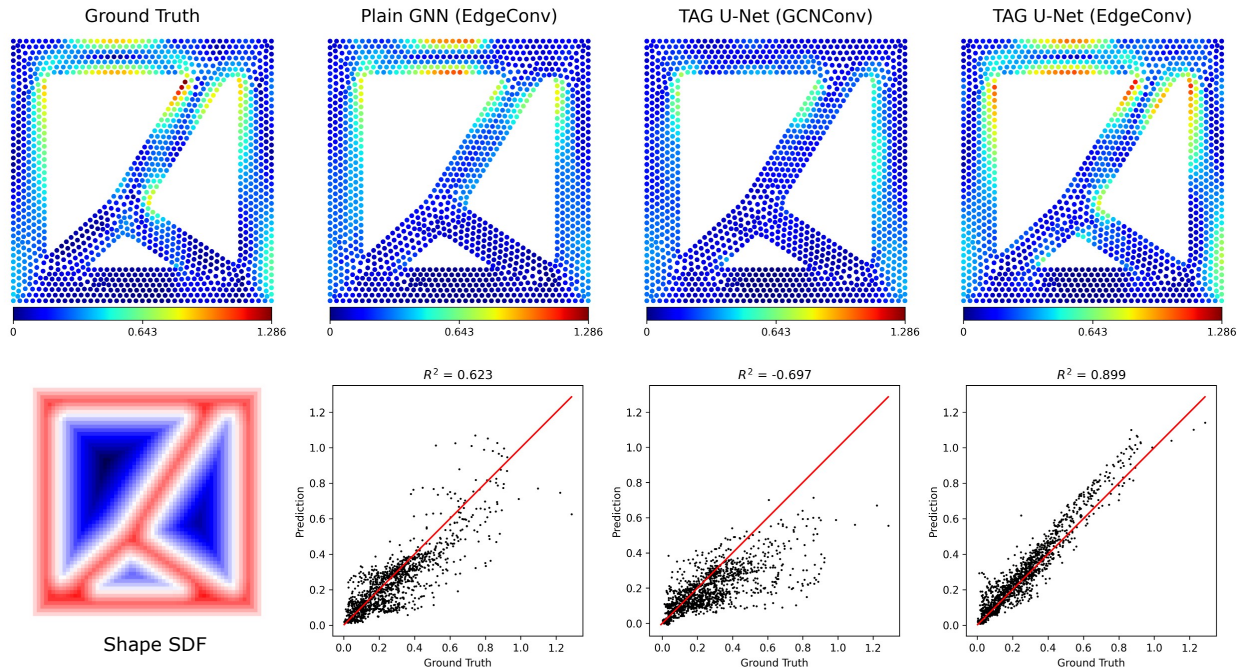 Ground Truth
Plain GNN (EdgeConv)
TAG U-Net (GCNConv)
TAG U-Net (EdgeConv)
0 0.643 1.286
0 0.643 1.286
0 0.643 1.286
0 0.643 1.286
Shape SDF
R² = 0.623
Prediction
1.2
1.0
0.8
0.6
0.4
0.2
0.0
0.0 0.2 0.4 0.6 0.8 1.0 1.2
Ground Truth
R² = -0.697
Prediction
1.2
1.0
0.8
0.6
0.4
0.2
0.0
0.0 0.2 0.4 0.6 0.8 1.0 1.2
Ground Truth
R² = 0.899
Prediction
1.2
1.0
0.8
0.6
0.4
0.2
0.0
0.0 0.2 0.4 0.6 0.8 1.0 1.2
Ground Truth